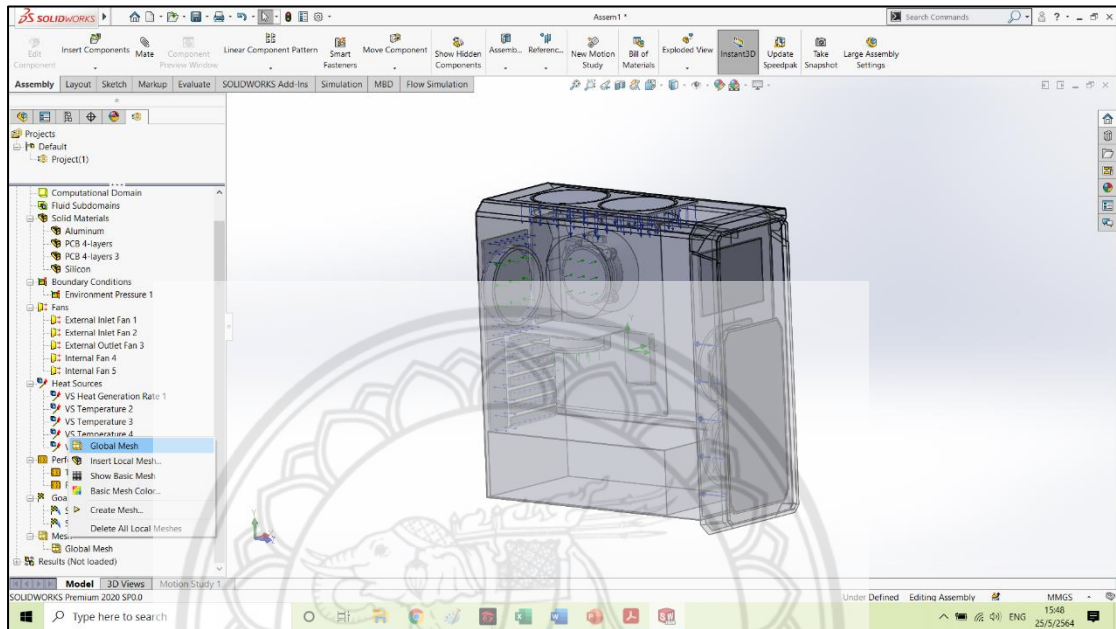 SOLIDWORKS
Assem1 *
Search Commands
Edit Component
Insert Components
Mate
Component Preview Window
Linear Component Pattern
Smart Fasteners
Move Component
Show Hidden Components
Assemb...
Referenc...
New Motion Study
Bill of Materials
Exploded View
Instant3D
Update Speedpak
Take Snapshot
Large Assembly Settings
Assembly Layout Sketch Markup Evaluate SOLIDWORKS Add-Ins Simulation MBD Flow Simulation
Projects
Default
Project(1)
Computational Domain
Fluid Subdomains
Solid Materials
Aluminum
PCB 4-layers
PCB 4-layers 3
Silicon
Boundary Conditions
Environment Pressure 1
Fans
External Inlet Fan 1
External Inlet Fan 2
External Outlet Fan 3
Internal Fan 4
Internal Fan 5
Heat Sources
VS Heat Generation Rate 1
VS Temperature 2
VS Temperature 3
VS Temperature 4
Global Mesh
Insert Local Mesh...
Show Basic Mesh
Basic Mesh Color...
Create Mesh...
Delete All Local Meshes
Global Mesh
Results (Not loaded)
Model 3D Views Motion Study 1
SOLIDWORKS Premium 2020 SP0.0
Under Defined Editing Assembly MMGS
Type here to search
ENG
15:48
25/5/2564